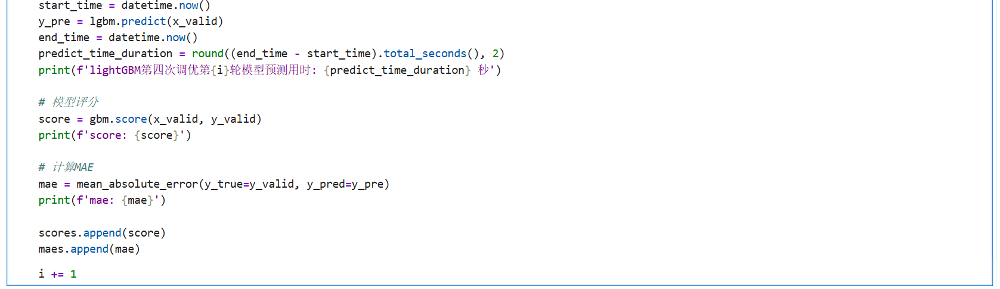 start_time = datetime.now()
y_pre = lgbm.predict(x_valid)
end_time = datetime.now()
predict_time_duration = round((end_time - start_time).total_seconds(), 2)
print(f'lightGBM第四次调优第{i}轮模型预测用时: {predict_time_duration} 秒')
# 模型评分
score = gbm.score(x_valid, y_valid)
print(f'score: {score}')
# 计算MAE
mae = mean_absolute_error(y_true=y_valid, y_pred=y_pre)
print(f'mae: {mae}')
scores.append(score)
maes.append(mae)
i += 1